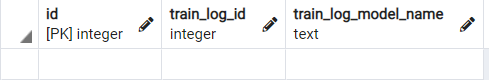 id train_log_id train_log_model_name
[PK] integer integer text